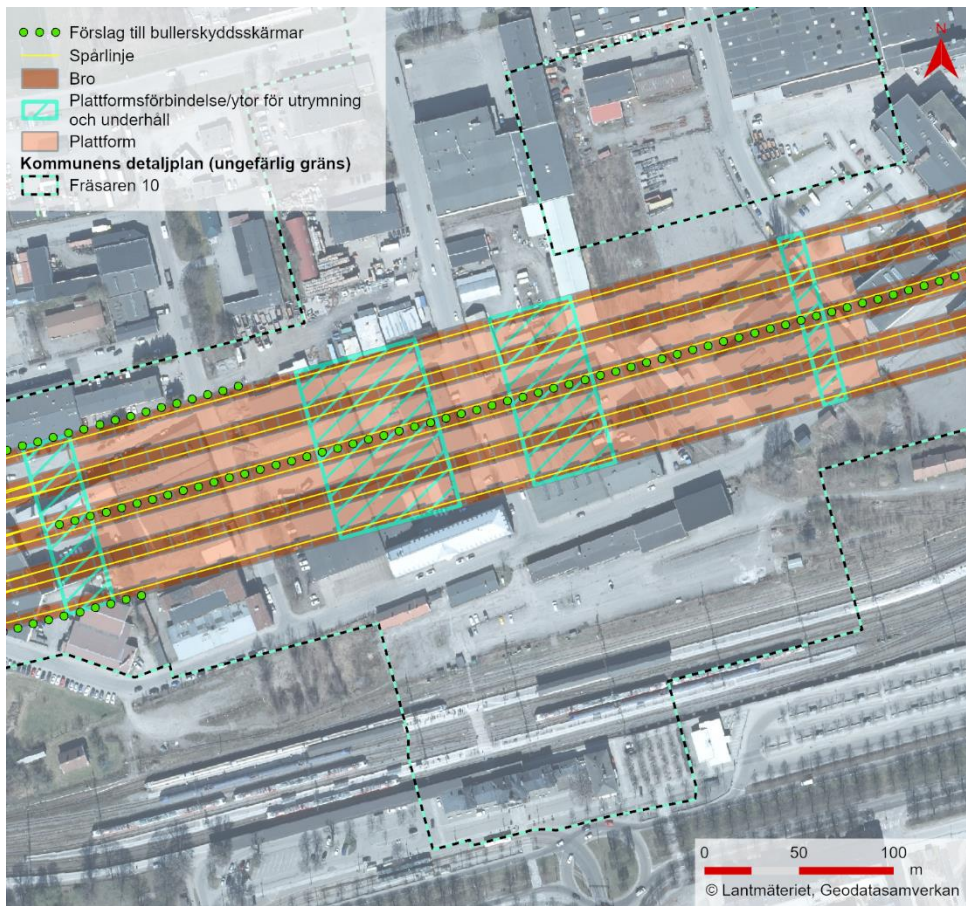 Förslag till bullerskyddsskärmar
Spårlinje
Bro
Plattformsförbindelse/ytor för utrymning
och underhåll
Plattform
Kommunens detaljplan (ungefärlig gräns)
Fräsaren 10
N
0 50 100
m
© Lantmäteriet, Geodatasamverkan